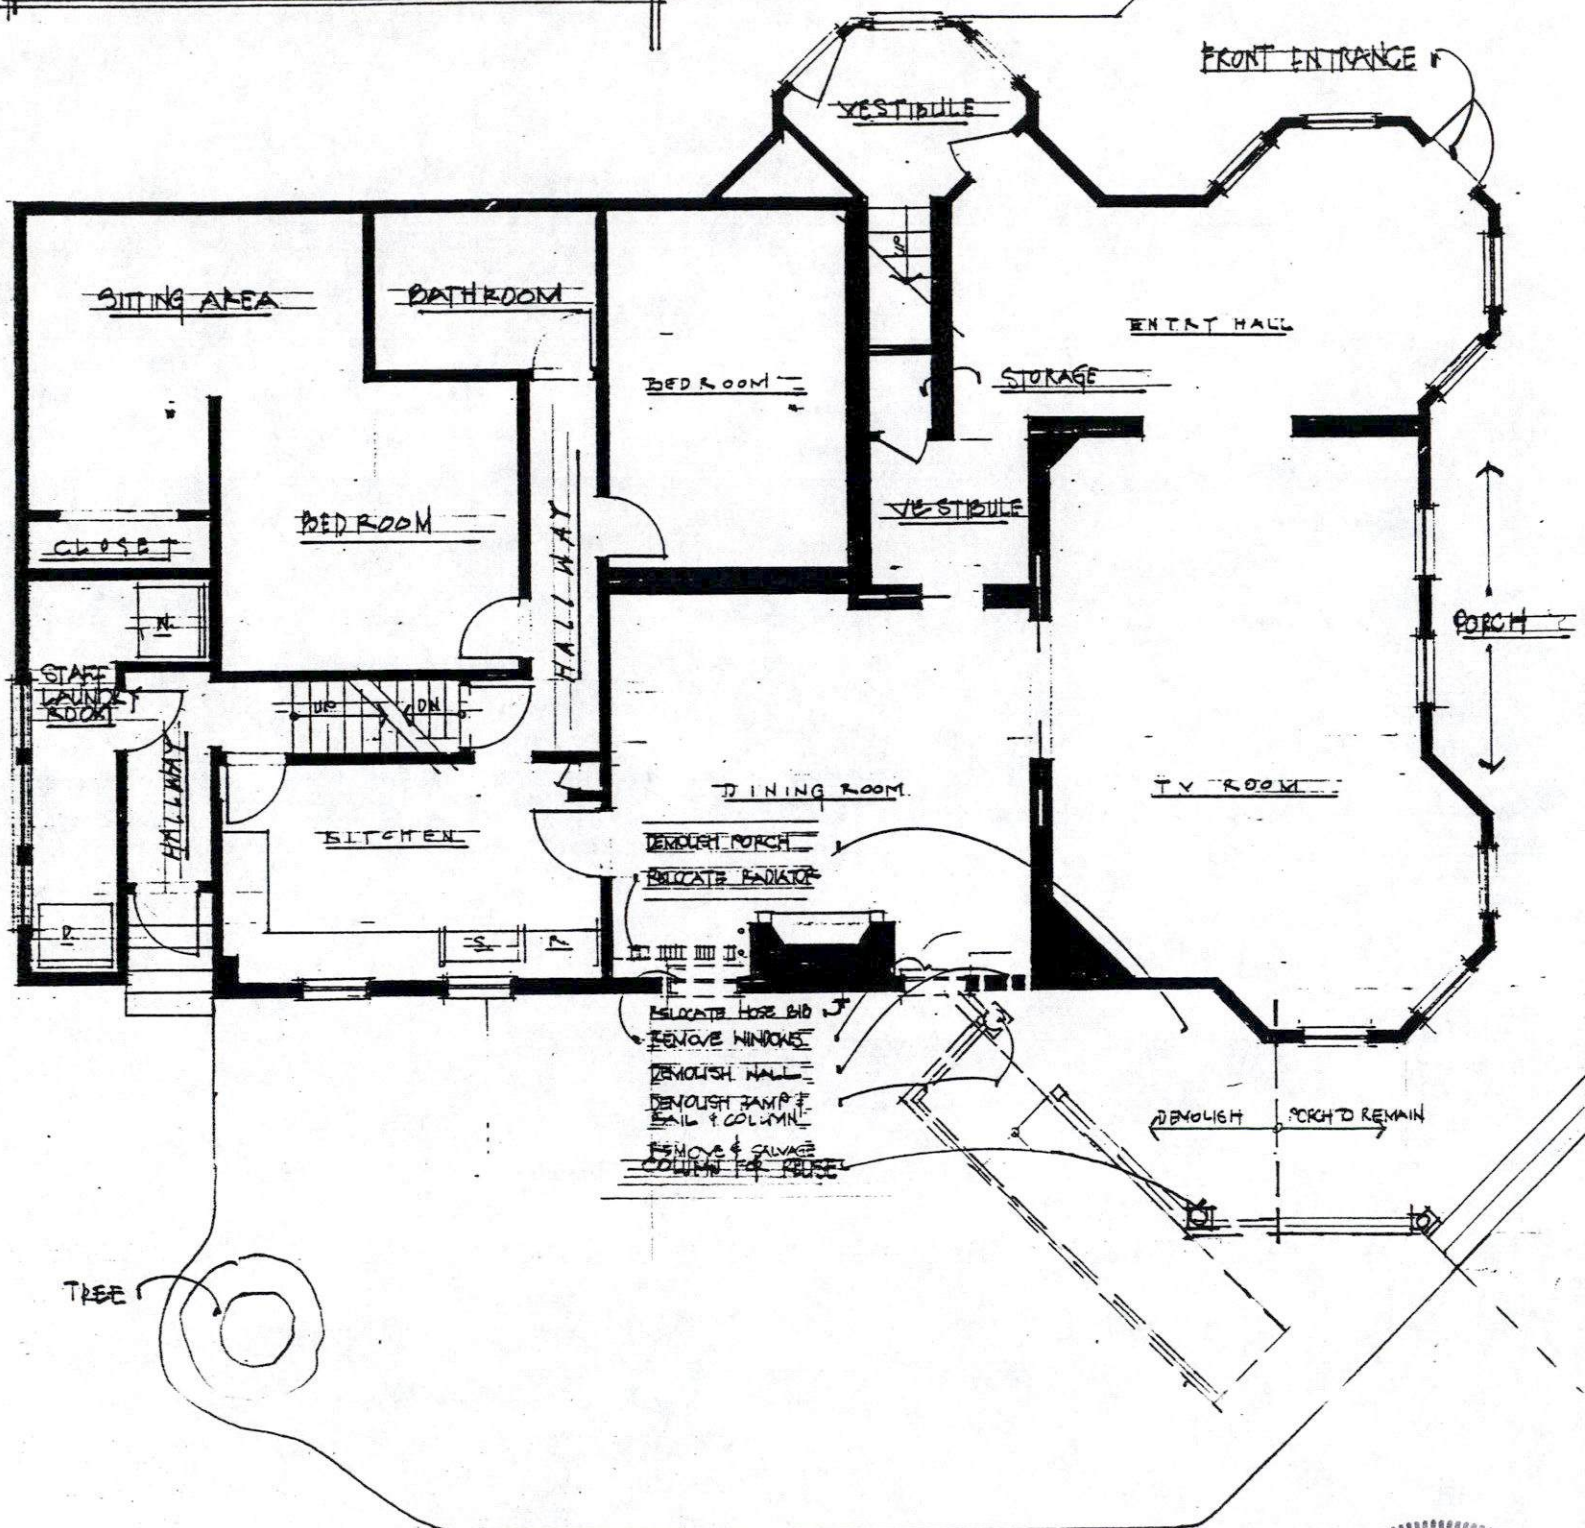 FRONT ENTRANCE
VESTIBULE
UP
SITTING AREA
BATHROOM
BEDROOM
ENTRY HALL
STORAGE
VESTIBULE
BEDROOM
CLOSET
HALLWAY
W.
PORCH
STAFF
LAUNDRY
ROOM
UP
DN
HALLWAY
DINING ROOM
TV ROOM
KITCHEN
DEMOLISH PORCH
RELOCATE RADIATOR
D.
S.
RELOCATE HOSE BIB
REMOVE WINDOWS
DEMOLISH WALL
DEMOLISH RAMP &
RAIL & COLUMN
REMOVE & SALVAGE
COLUMN FOR REUSE
DEMOLISH
PORCH TO REMAIN
TREE